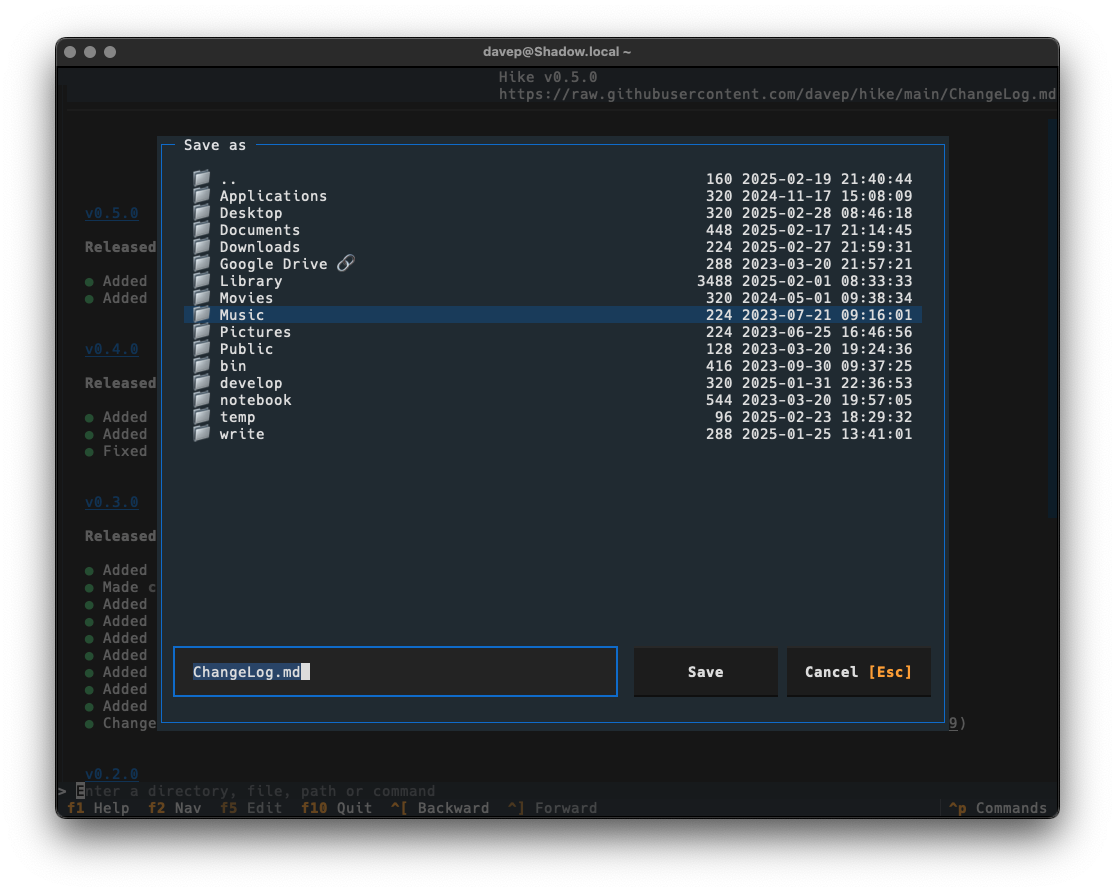 davep@Shadow.local ~
Hike v0.5.0
https://raw.githubusercontent.com/davep/hike/main/ChangeLog.md
Save as
.. 160 2025-02-19 21:40:44
Applications 320 2024-11-17 15:08:09
Desktop 320 2025-02-28 08:46:18
Documents 448 2025-02-17 21:14:45
Downloads 224 2025-02-27 21:59:31
Google Drive 🔗 288 2023-03-20 21:57:21
Library 3488 2025-02-01 08:33:33
Movies 320 2024-05-01 09:38:34
Music 224 2023-07-21 09:16:01
Pictures 224 2023-06-25 16:46:56
Public 128 2023-03-20 19:24:36
bin 416 2023-09-30 09:37:25
develop 320 2025-01-31 22:36:53
notebook 544 2023-03-20 19:57:05
temp 96 2025-02-23 18:29:32
write 288 2025-01-25 13:41:01
ChangeLog.md
Save
Cancel [Esc]
v0.5.0
Released
● Added
● Added
v0.4.0
Released
● Added
● Added
● Fixed
v0.3.0
Released
● Added
● Made c
● Added
● Added
● Added
● Added
● Added
● Added
● Added
● Change 9)
v0.2.0
> Enter a directory, file, path or command
f1 Help f2 Nav f5 Edit f10 Quit ^[ Backward ^] Forward ^p Commands